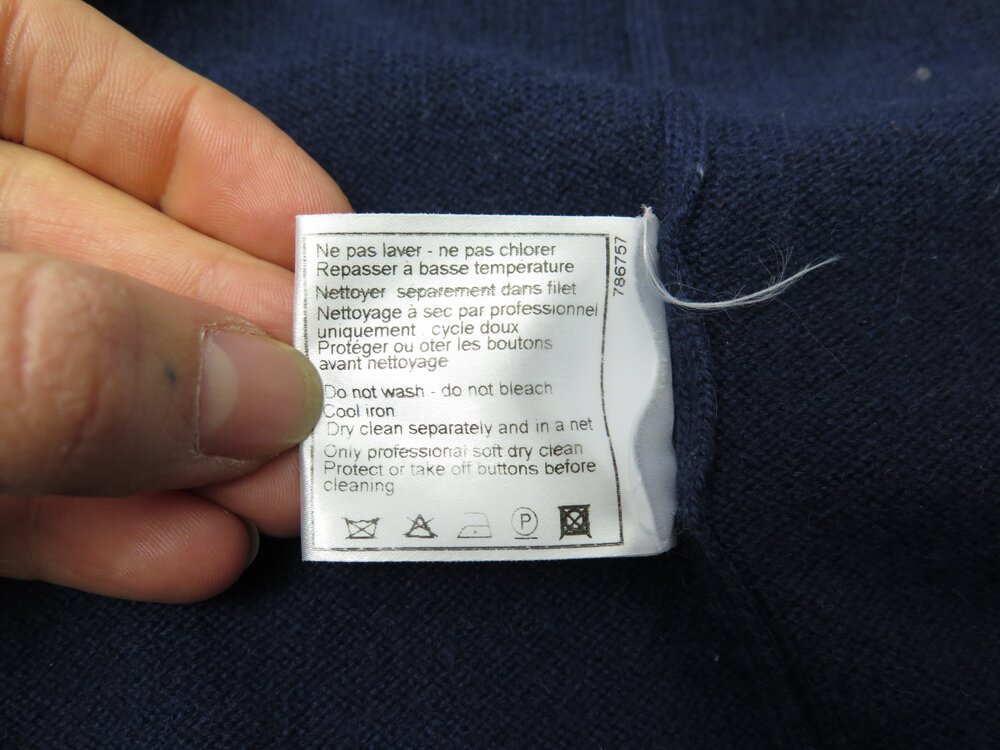 Ne pas laver - ne pas chlorer
Repasser à basse température
Nettoyer separement dans filet
Nettoyage à sec par professionnel
uniquement cycle doux
Protéger ou oter les boutons
avant nettoyage
Do not wash - do not bleach
Cool iron
Dry clean separately and in a net
Only professional soft dry clean
Protect or take off buttons before
cleaning
P
786757